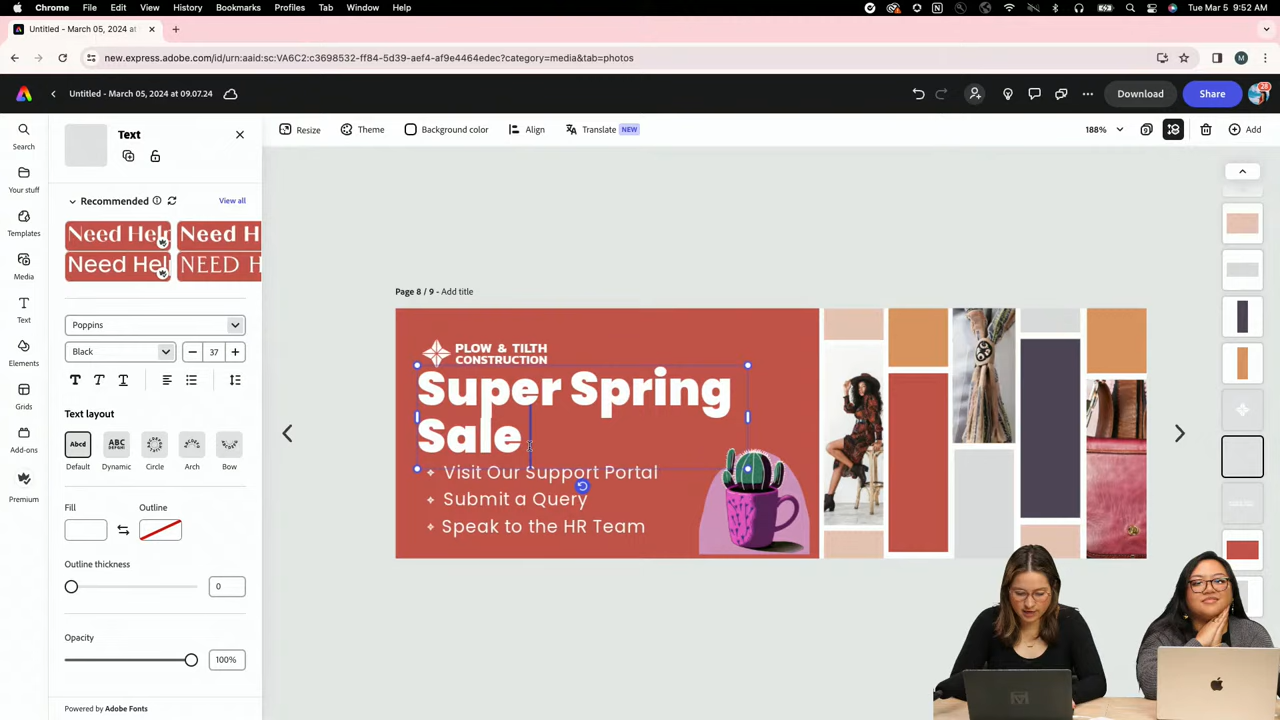 Chrome File Edit View History Bookmarks Profiles Tab Window Help
Tue Mar 5 9:52 AM
Untitled - March 05, 2024 at
new.express.adobe.com/id/urn:aaid:sc:VA6C2:c3698532-ff84-5d39-aef4-af9e4464edec?category=media&tab=photos
M
Untitled - March 05, 2024 at 09.07.24
Download
Share
28
Search
Your stuff
Templates
Media
Text
Elements
Grids
Add-ons
Premium
Text
Recommended
View all
Need Help
Need H
Need Hel
NEED H
Poppins
Black
37
Text layout
Abcd
ABC
Default
Dynamic
Circle
Arch
Bow
Fill
Outline
Outline thickness
0
Opacity
100%
Powered by Adobe Fonts
Resize
Theme
Background color
Align
Translate NEW
188%
9
Add
Page 8 / 9 - Add title
PLOW & TILTH
CONSTRUCTION
Super Spring
Sale
Visit Our Support Portal
Submit a Query
Speak to the HR Team